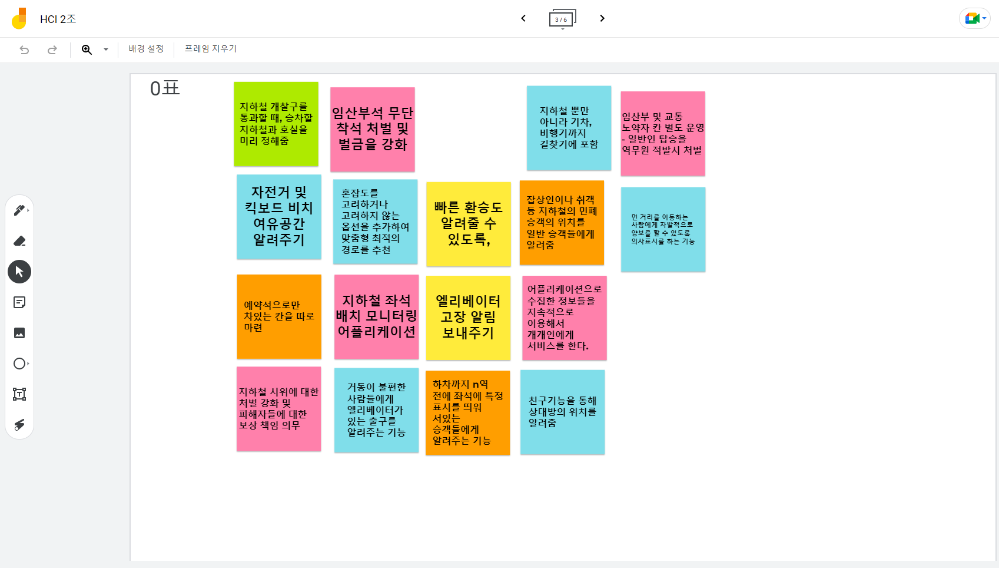 HCI 2조
3 / 6
배경 설정
프레임 지우기
0표
지하철 개찰구를
통과할 때, 승차할
지하철과 호실을
미리 정해줌
임산부석 무단
착석 처벌 및
벌금을 강화
지하철 뿐만
아니라 기차,
비행기까지
길찾기에 포함
임산부 및 교통
노약자 칸 별도 운영
- 일반인 탑승을
역무원 적발시 처벌
자전거 및
킥보드 비치
여유공간
알려주기
혼잡도를
고려하거나
고려하지 않는
옵션을 추가하여
맞춤형 최적의
경로를 추천
빠른 환승도
알려줄 수
있도록,
잡상인이나 취객
등 지하철의 민폐
승객의 위치를
일반 승객들에게
알려줌
먼 거리를 이동하는
사람에게 자발적으로
양보를 할 수 있도록
의사표시를 하는 기능
예약석으로만
차있는 칸을 따로
마련
지하철 좌석
배치 모니터링
어플리케이션
엘리베이터
고장 알림
보내주기
어플리케이션으로
수집한 정보들을
지속적으로
이용해서
개개인에게
서비스를 한다.
지하철 시위에 대한
처벌 강화 및
피해자들에 대한
보상 책임 의무
거동이 불편한
사람들에게
엘리베이터가
있는 출구를
알려주는 기능
하차까지 n역
전에 좌석에 특정
표시를 띄워
서있는
승객들에게
알려주는 기능
친구기능을 통해
상대방의 위치를
알려줌